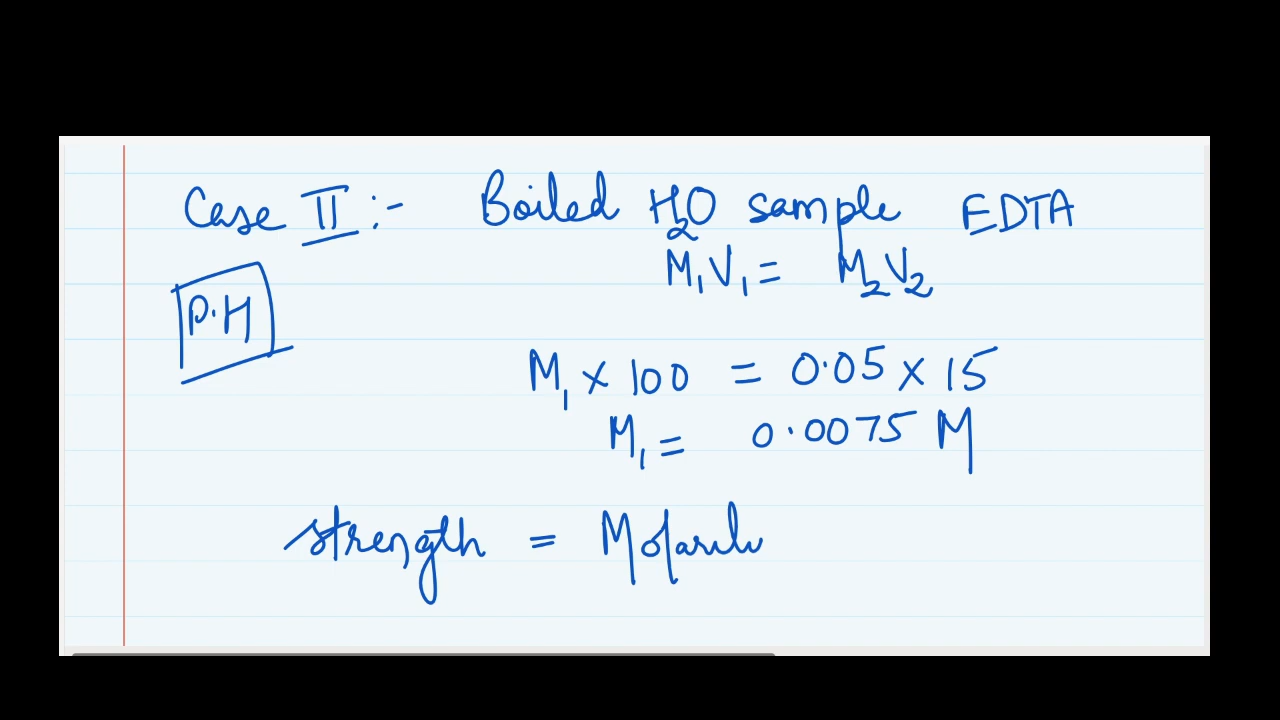 Case II :- Boiled H2O sample EDTA
M1V1 = M2V2
P.H
M1 x 100 = 0.05 x 15
M1 = 0.0075 M
strength = Molarity